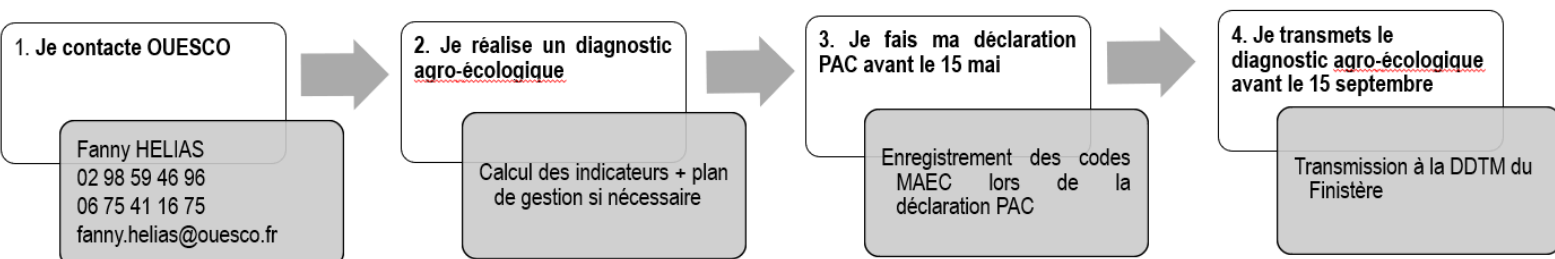 1. Je contacte OUESCO
Fanny HELIAS
02 98 59 46 96
06 75 41 16 75
fanny.helias@ouesco.fr
2. Je réalise un diagnostic
agro-écologique
Calcul des indicateurs + plan
de gestion si nécessaire
3. Je fais ma déclaration
PAC avant le 15 mai
Enregistrement des codes
MAEC lors de la
déclaration PAC
4. Je transmets le
diagnostic agro-écologique
avant le 15 septembre
Transmission à la DDTM du
Finistère